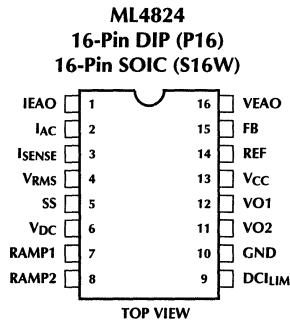 ML4824
16-Pin DIP (P16)
16-Pin SOIC (S16W)
IEAO 1 16 VEAO
IAC 2 15 FB
ISENSE 3 14 REF
VRMS 4 13 VCC
SS 5 12 VO1
VDC 6 11 VO2
RAMP1 7 10 GND
RAMP2 8 9 DCILIM
TOP VIEW